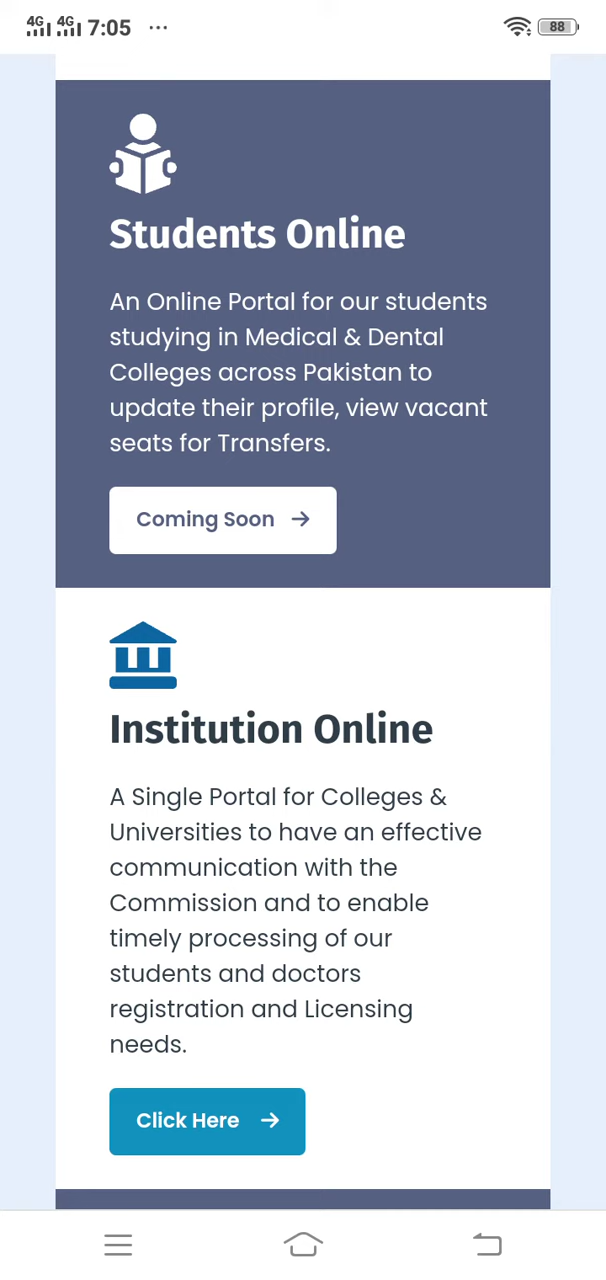 4G 4G 7:05 ... 88
Students Online
An Online Portal for our students
studying in Medical & Dental
Colleges across Pakistan to
update their profile, view vacant
seats for Transfers.
Coming Soon →
Institution Online
A Single Portal for Colleges &
Universities to have an effective
communication with the
Commission and to enable
timely processing of our
students and doctors
registration and Licensing
needs.
Click Here →